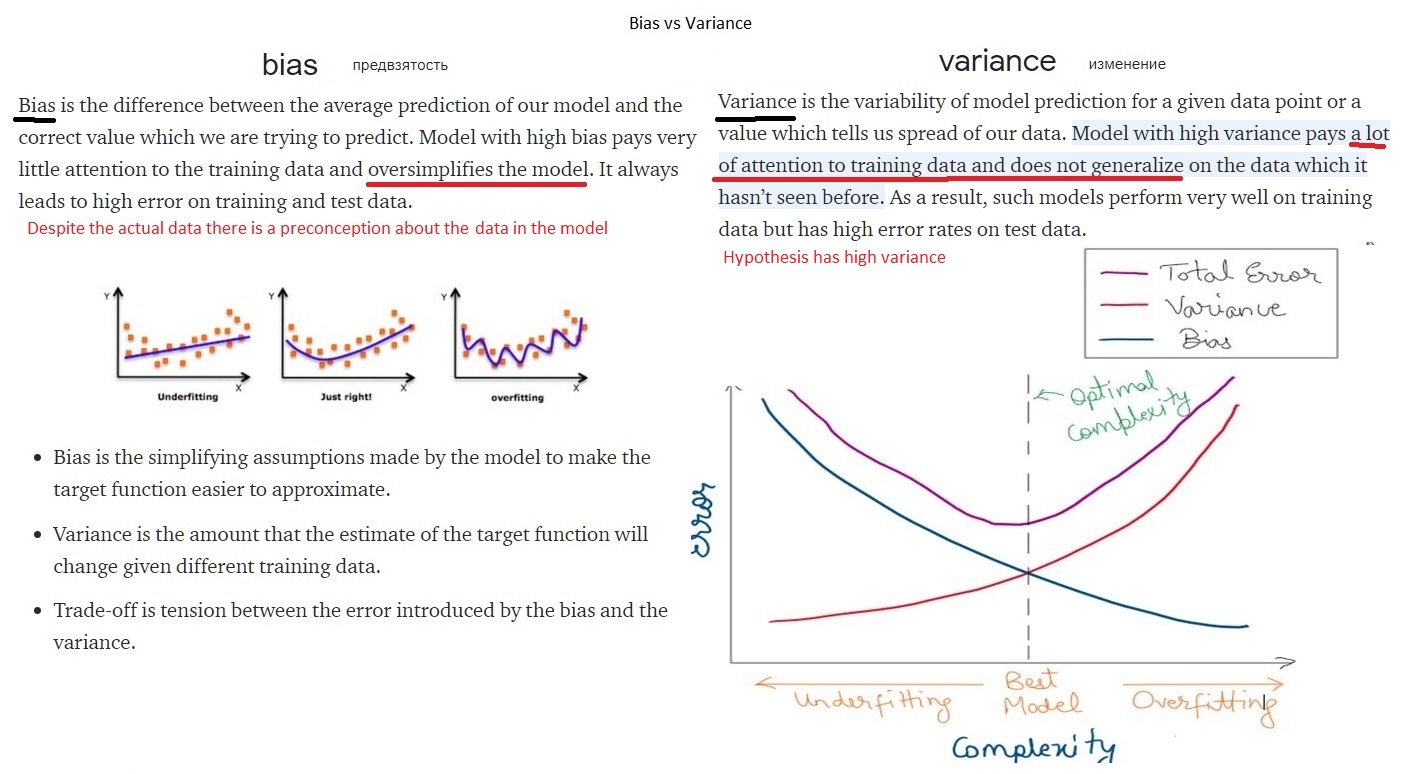 Bias vs Variance
bias предвзятость
Bias is the difference between the average prediction of our model and the
correct value which we are trying to predict. Model with high bias pays very
little attention to the training data and oversimplifies the model. It always
leads to high error on training and test data.
Despite the actual data there is a preconception about the data in the model
Y
X
Underfitting
Y
X
Just right!
Y
X
overfitting
• Bias is the simplifying assumptions made by the model to make the
target function easier to approximate.
• Variance is the amount that the estimate of the target function will
change given different training data.
• Trade-off is tension between the error introduced by the bias and the
variance.
variance изменение
Variance is the variability of model prediction for a given data point or a
value which tells us spread of our data. Model with high variance pays a lot
of attention to training data and does not generalize on the data which it
hasn’t seen before. As a result, such models perform very well on training
data but has high error rates on test data.
Hypothesis has high variance
Total Error
Variance
Bias
Optimal
Complexity
error
Underfitting
Best
Model
Overfitting
Complexity